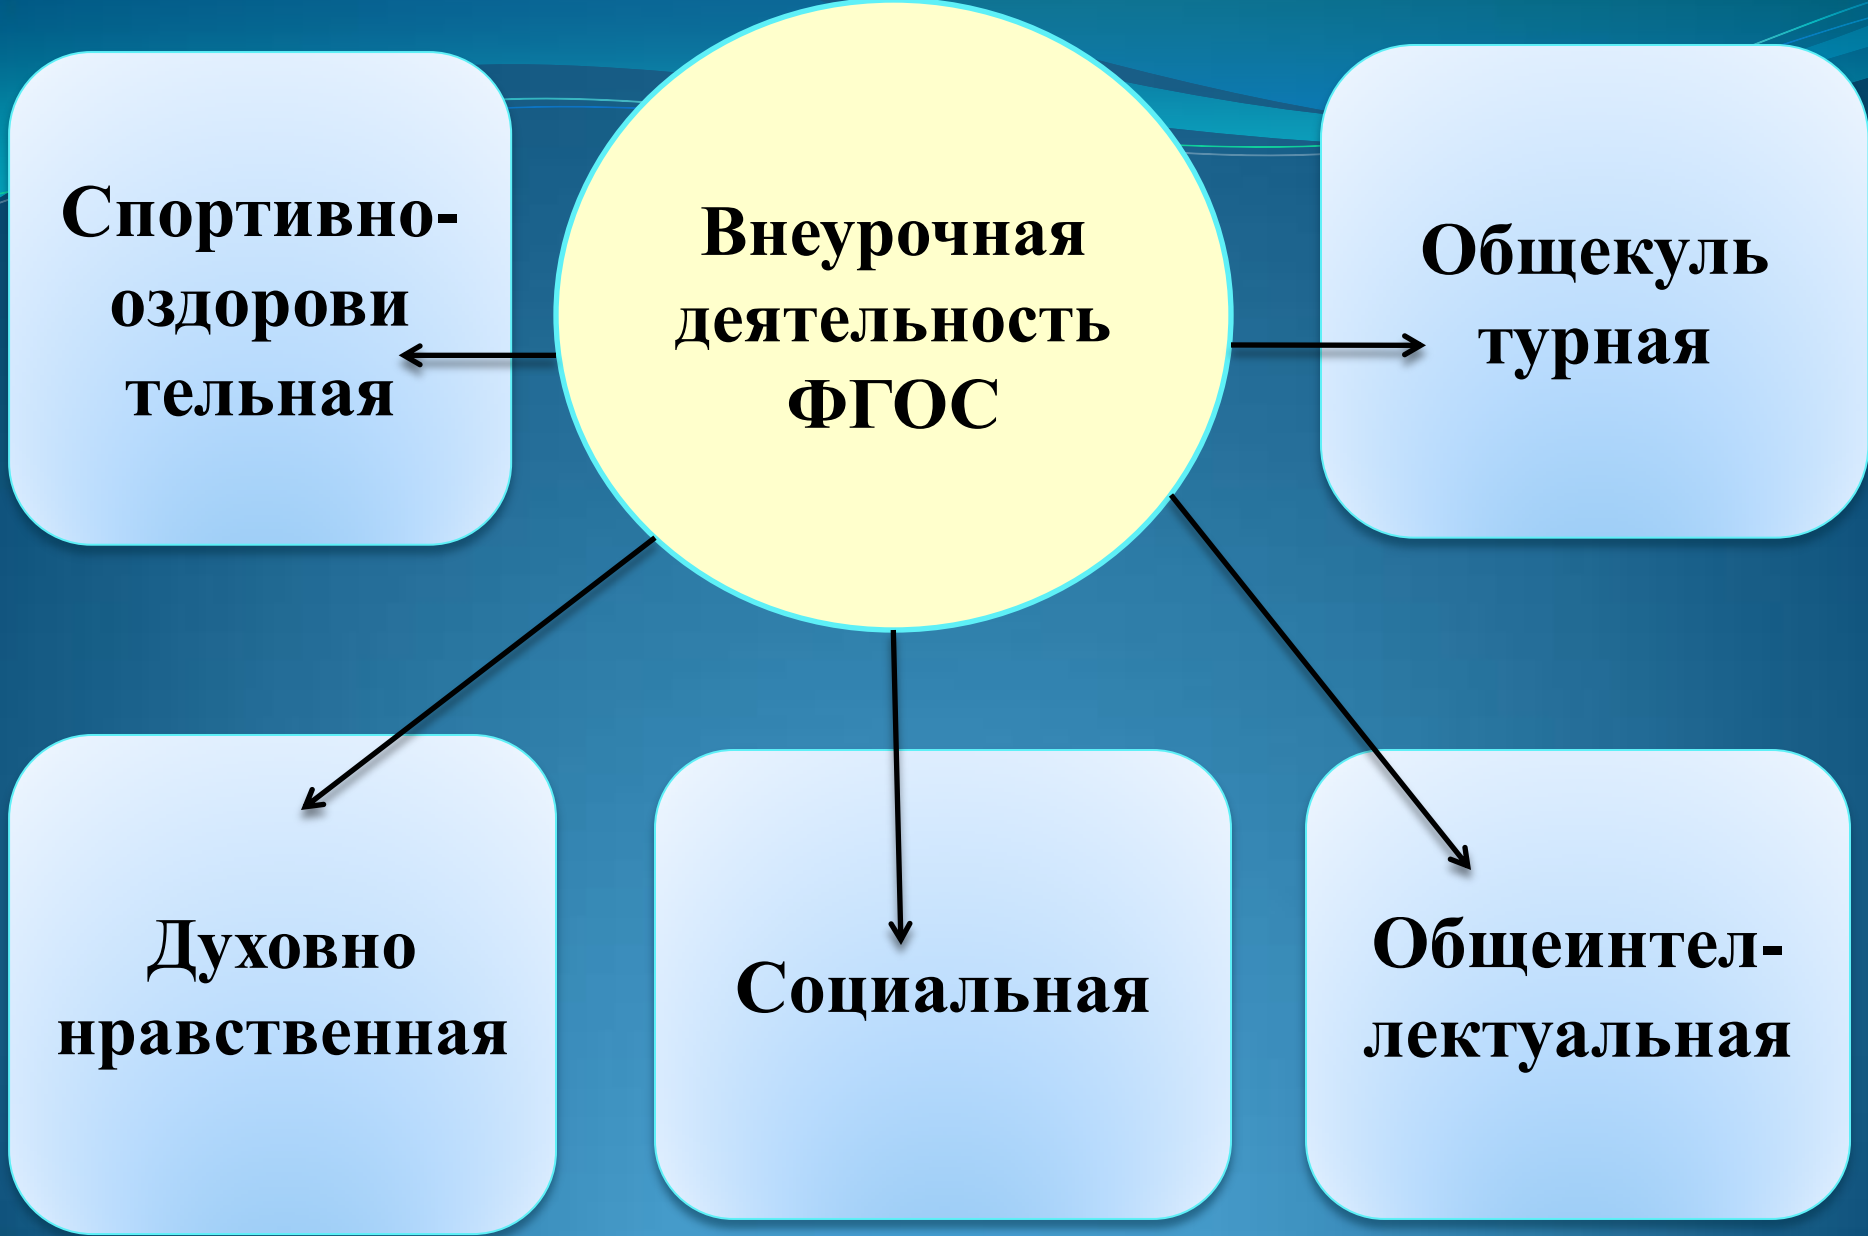 Спортивно-
оздорови
тельная
Внеурочная
деятельность
ФГОС
Общекуль
турная
Духовно
нравственная
Социальная
Общеинтел-
лектуальная